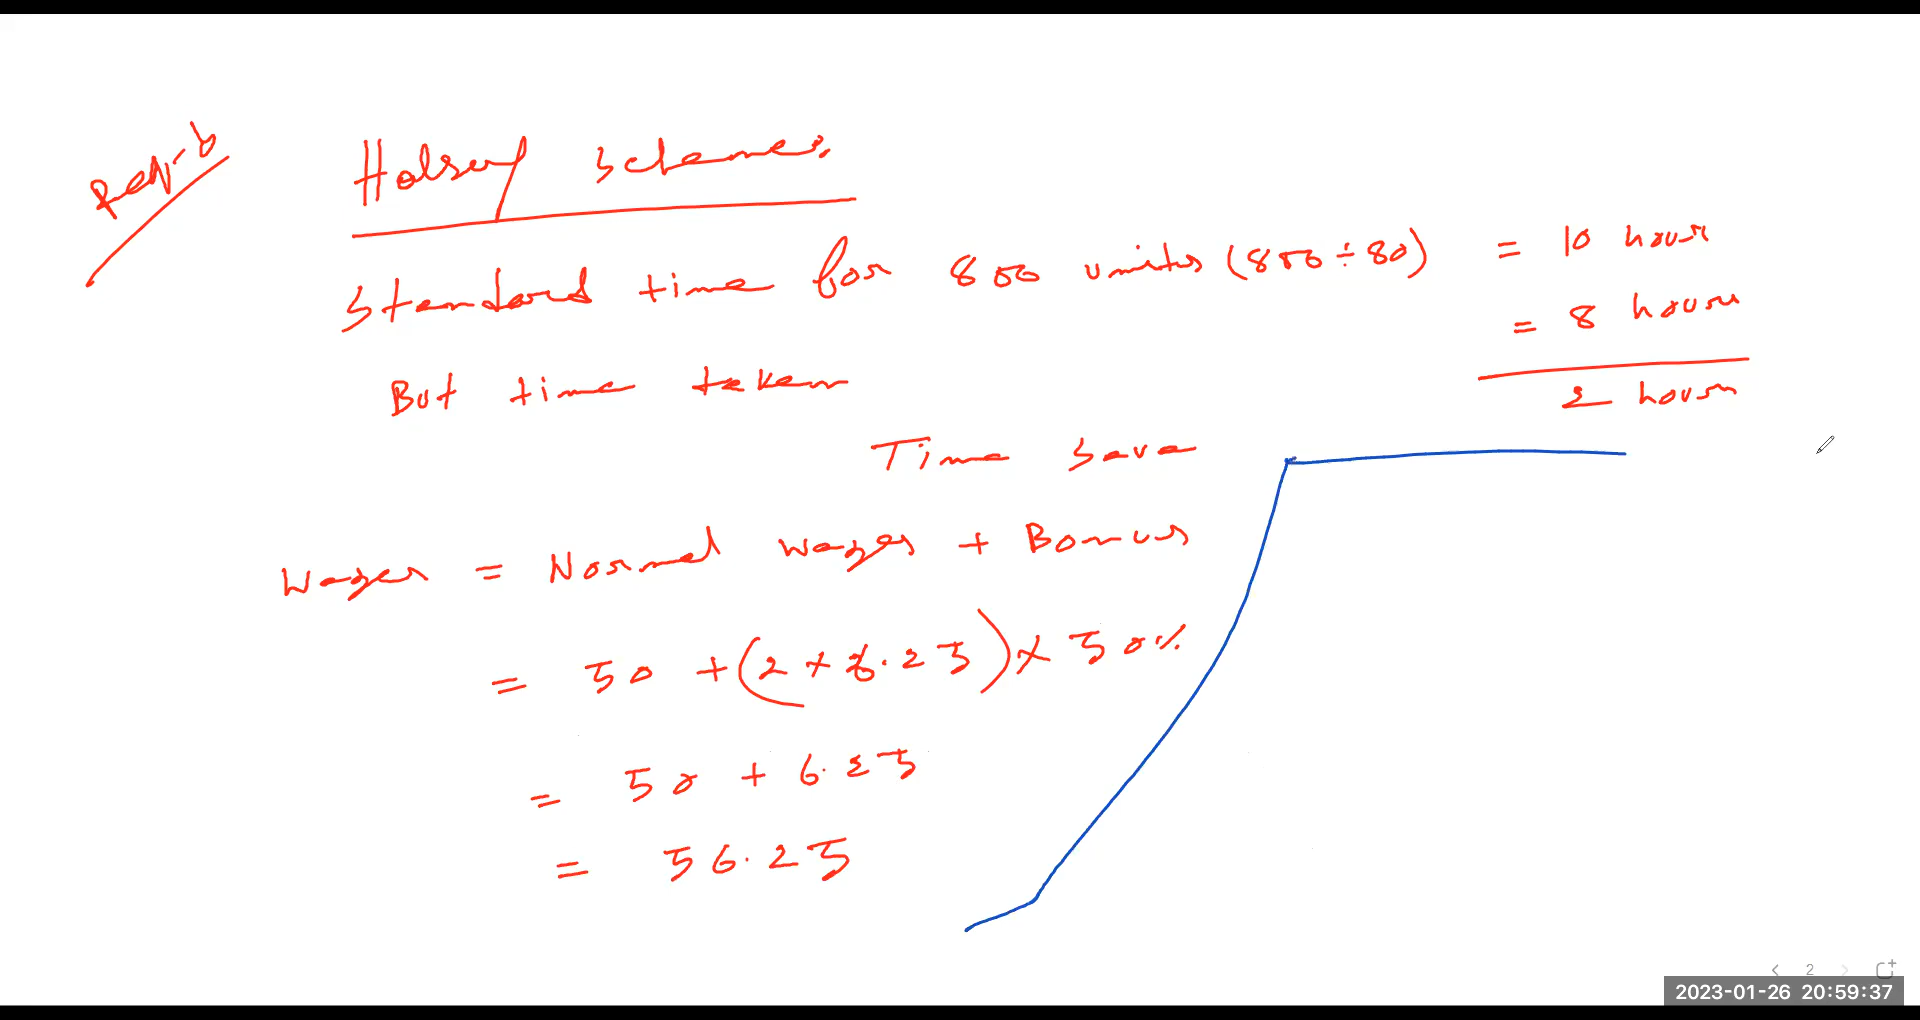 Part-b
Halsey Scheme:
Standard time for 800 units (800 ÷ 80) = 10 hours
But time taken = 8 hours
Time Save 2 hours
Wages = Normal wages + Bonus
= 50 + (2 × 6.25) × 50%
= 50 + 6.25
= 56.25
2
2023-01-26 20:59:37